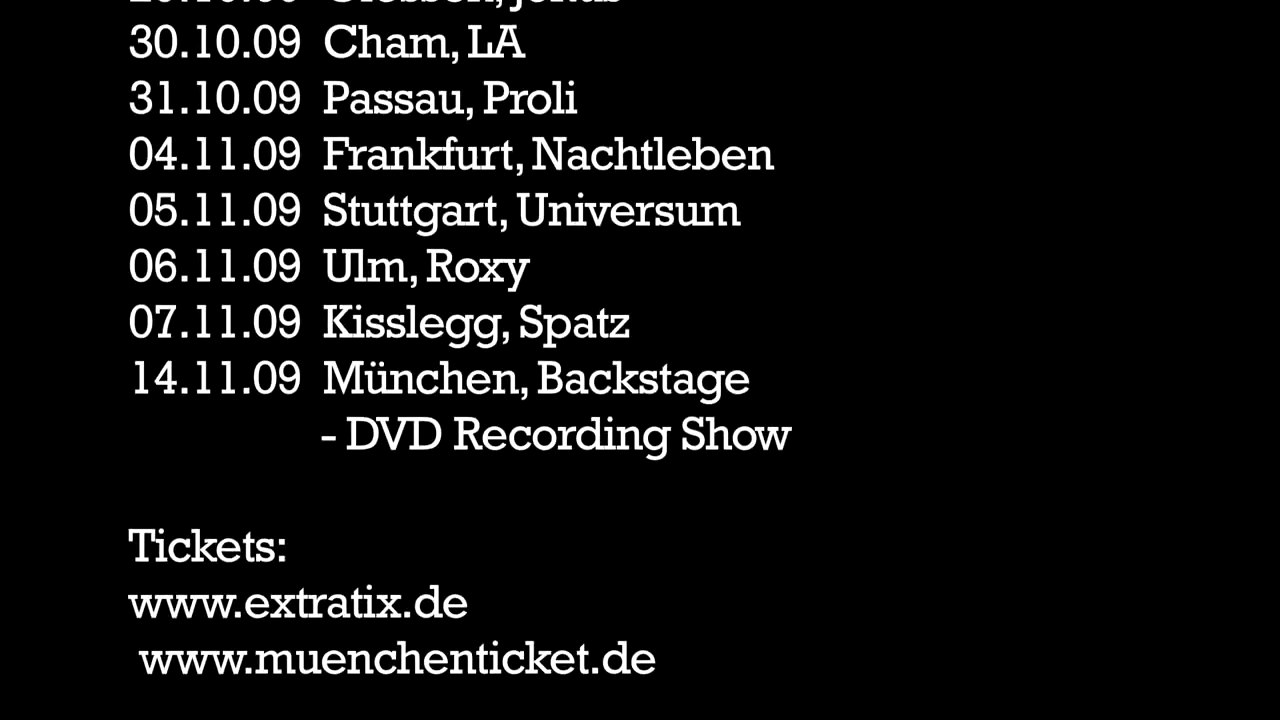 30.10.09 Cham, LA
31.10.09 Passau, Proli
04.11.09 Frankfurt, Nachtleben
05.11.09 Stuttgart, Universum
06.11.09 Ulm, Roxy
07.11.09 Kisslegg, Spatz
14.11.09 München, Backstage
- DVD Recording Show
Tickets:
www.extratix.de
www.muenchenticket.de